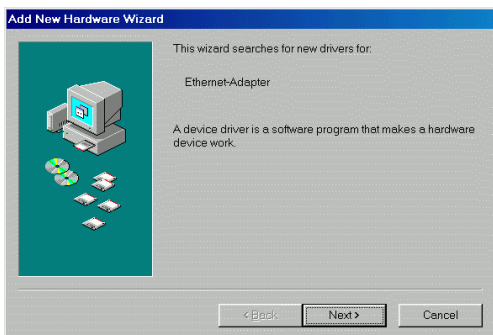 Add New Hardware Wizard
This wizard searches for new drivers for:
Ethernet-Adapter
A device driver is a software program that makes a hardware
device work.
< Back
Next >
Cancel